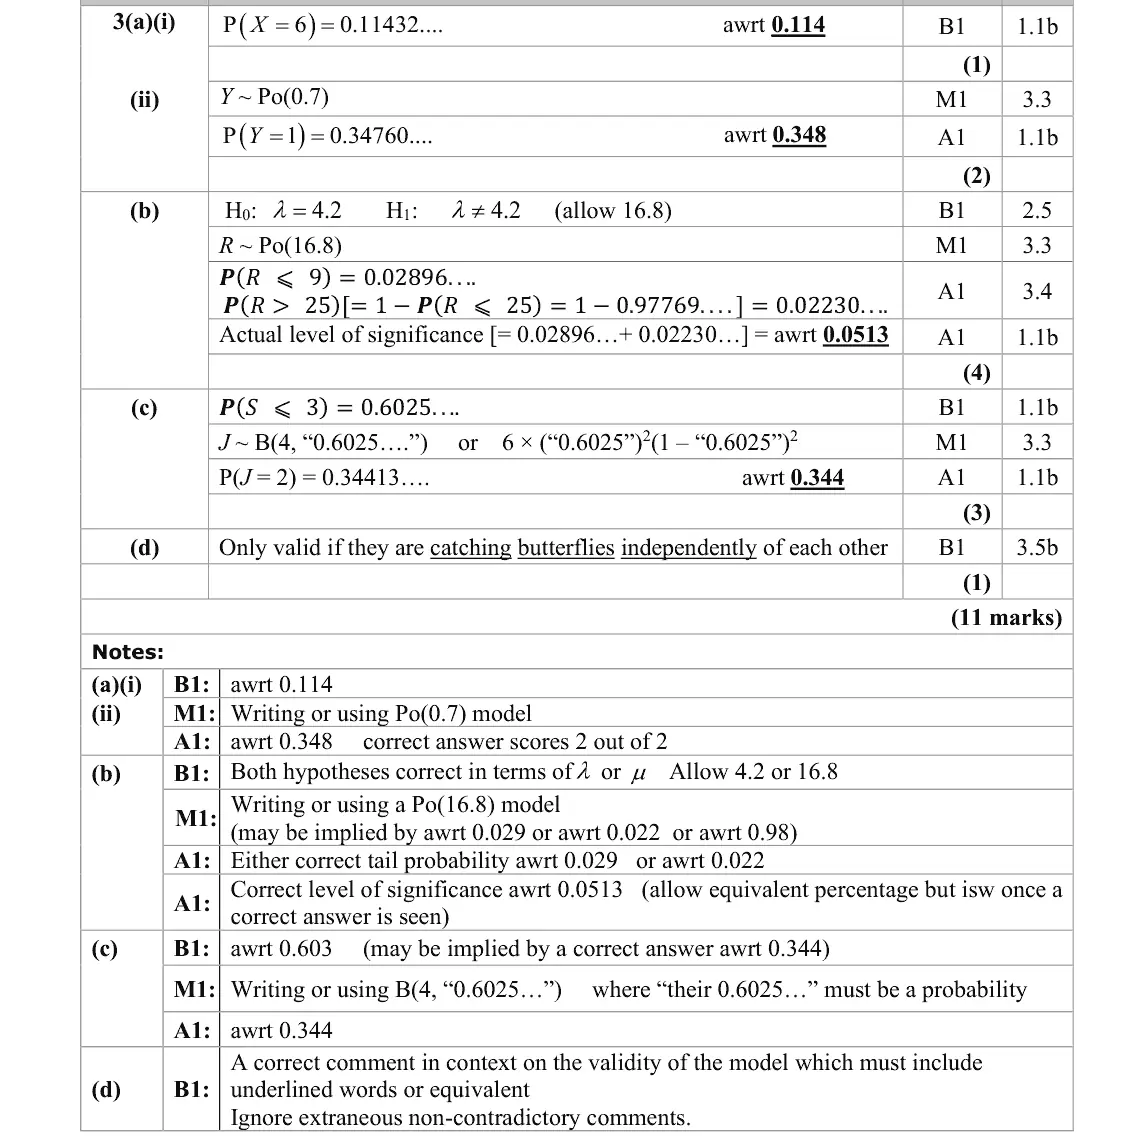 3(a)(i) P(X = 6) = 0.11432.... awrt 0.114 B1 1.1b
(1)
(ii) Y ~ Po(0.7) M1 3.3
P(Y = 1) = 0.34760.... awrt 0.348 A1 1.1b
(2)
(b) H₀: λ = 4.2 H₁: λ ≠ 4.2 (allow 16.8) B1 2.5
R ~ Po(16.8) M1 3.3
P(R ⩽ 9) = 0.02896….
P(R > 25)[= 1 − P(R ⩽ 25) = 1 − 0.97769….] = 0.02230…. A1 3.4
Actual level of significance [= 0.02896…+ 0.02230…] = awrt 0.0513 A1 1.1b
(4)
(c) P(S ⩽ 3) = 0.6025…. B1 1.1b
J ~ B(4, “0.6025….”) or 6 × (“0.6025”)²(1 – “0.6025”)² M1 3.3
P(J = 2) = 0.34413…. awrt 0.344 A1 1.1b
(3)
(d) Only valid if they are catching butterflies independently of each other B1 3.5b
(1)
(11 marks)
Notes:
(a)(i) B1: awrt 0.114
(ii) M1: Writing or using Po(0.7) model
A1: awrt 0.348 correct answer scores 2 out of 2
(b) B1: Both hypotheses correct in terms of λ or μ Allow 4.2 or 16.8
M1: Writing or using a Po(16.8) model
(may be implied by awrt 0.029 or awrt 0.022 or awrt 0.98)
A1: Either correct tail probability awrt 0.029 or awrt 0.022
A1: Correct level of significance awrt 0.0513 (allow equivalent percentage but isw once a
correct answer is seen)
(c) B1: awrt 0.603 (may be implied by a correct answer awrt 0.344)
M1: Writing or using B(4, “0.6025…”) where “their 0.6025…” must be a probability
A1: awrt 0.344
(d) B1: A correct comment in context on the validity of the model which must include
underlined words or equivalent
Ignore extraneous non-contradictory comments.